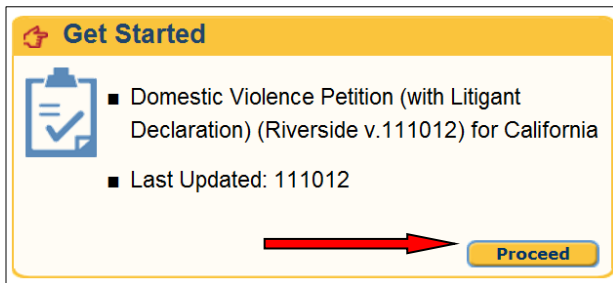 Get Started
■ Domestic Violence Petition (with Litigant
Declaration) (Riverside v.111012) for California
■ Last Updated: 111012
Proceed